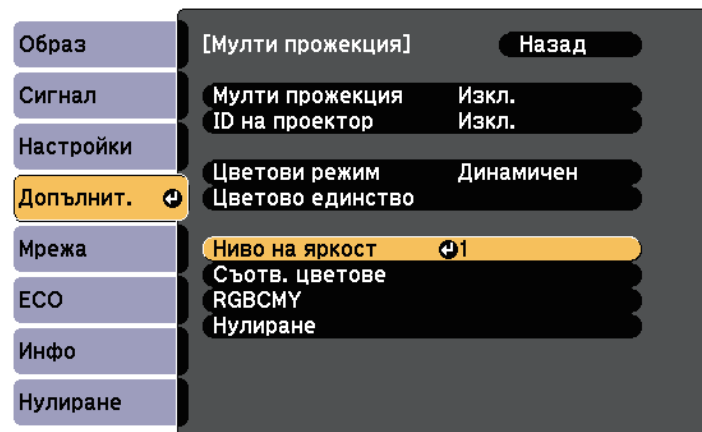 Образ
Сигнал
Настройки
Допълнит.
Мрежа
ECO
Инфо
Нулиране
[Мулти прожекция] Назад
Мулти прожекция Изкл.
ID на проектор Изкл.
Цветови режим Динамичен
Цветово единство
Ниво на яркост 1
Съотв. цветове
RGBCMY
Нулиране